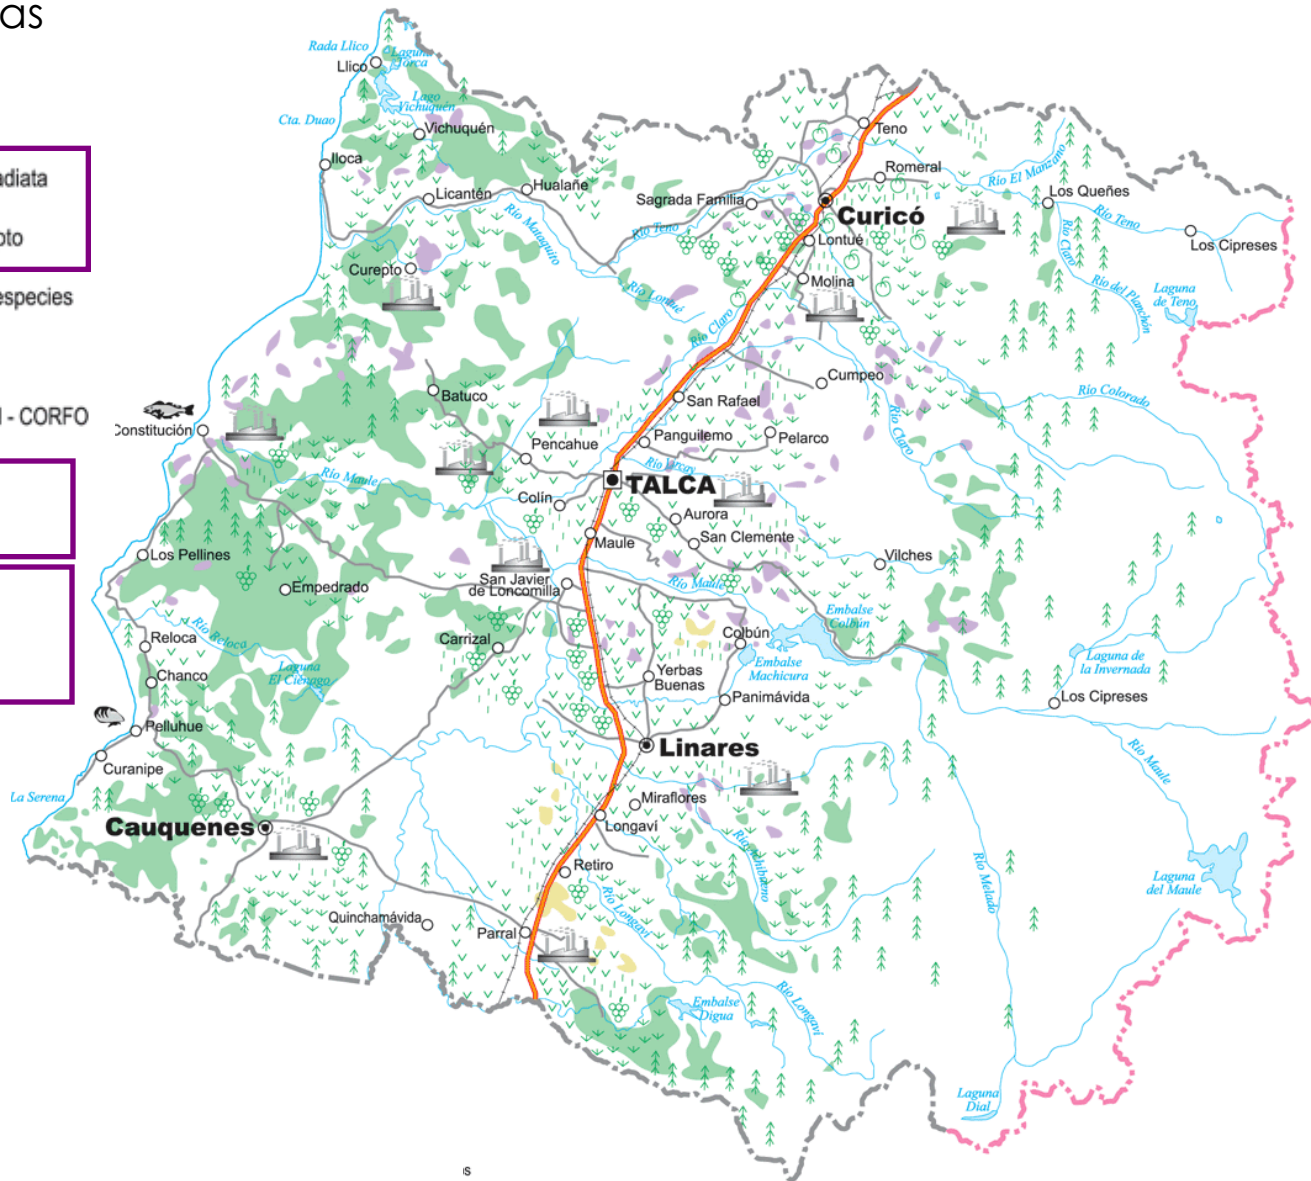 as
adiata
oto
especies
- CORFO
Rada Llico
Laguna
Torca
Llico
Lago
Vichuquén
Cta. Duao
Vichuquén
Teno
Iloca
Romeral
Río El Manzano
Licantén
Hualañe
Sagrada Familia
Los Queñes
Río Mataquito
Curicó
Río Teno
Río Teno
Lontué
Río Claro
Los Cipreses
Curepto
Molina
Río del Planchón
Laguna
de Teno
Río Lontué
Río Claro
Cumpeo
Río Colorado
Batuco
San Rafael
Río Claro
Constitución
Pencahue
Panguilemo
Pelarco
Río Maule
Río Lircay
TALCA
Colín
Aurora
Maule
San Clemente
Los Pellines
Vilches
San Javier
de Loncomilla
Río Maule
Empedrado
Embalse
Colbún
Río Reloca
Reloca
Carrizal
Colbún
Laguna
El Ciénago
Embalse
Machicura
Laguna de
la Invernada
Chanco
Yerbas
Buenas
Panimávida
Los Cipreses
Pelluhue
Linares
Curanipe
Río Maule
La Serena
Miraflores
Cauquenes
Longaví
Río Achibueno
Retiro
Río Melado
Laguna
del Maule
Quinchamávida
Río Longaví
Parral
Embalse
Digua
Río Longaví
Laguna
Dial
s